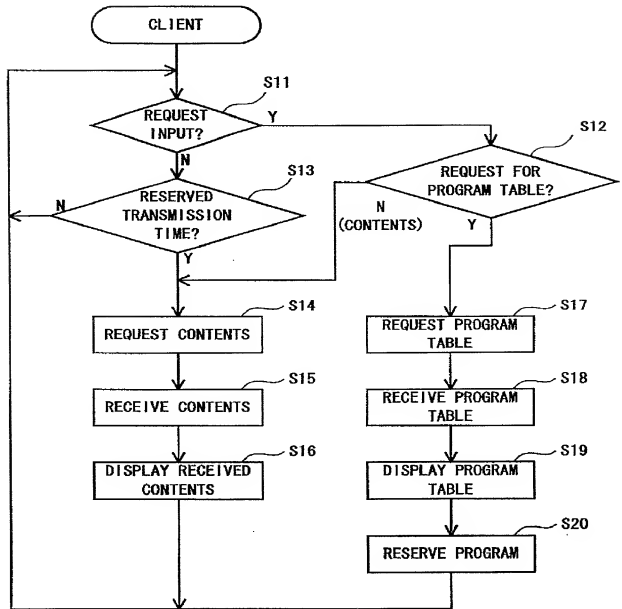 CLIENT
S11
REQUEST
INPUT?
Y
N
S12
REQUEST FOR
PROGRAM TABLE?
N
(CONTENTS)
Y
S13
RESERVED
TRANSMISSION
TIME?
N
Y
S14
REQUEST CONTENTS
S15
RECEIVE CONTENTS
S16
DISPLAY RECEIVED
CONTENTS
S17
REQUEST PROGRAM
TABLE
S18
RECEIVE PROGRAM
TABLE
S19
DISPLAY PROGRAM
TABLE
S20
RESERVE PROGRAM